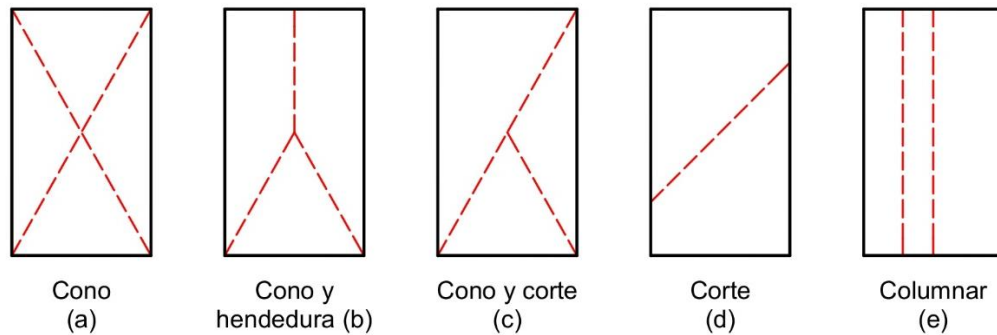 Cono
(a)
Cono y
hendedura (b)
Cono y corte
(c)
Corte
(d)
Columnar
(e)